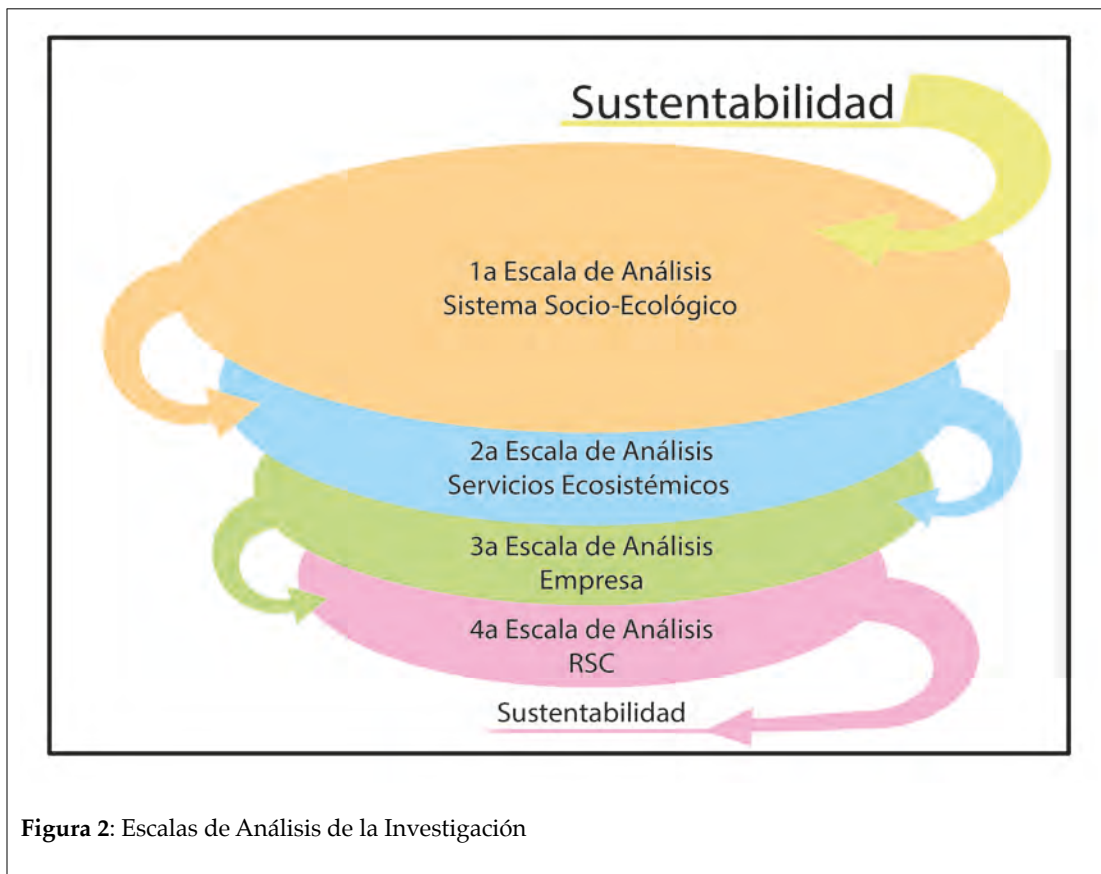 Sustentabilidad
1a Escala de Análisis
Sistema Socio-Ecológico
2a Escala de Análisis
Servicios Ecosistémicos
3a Escala de Análisis
Empresa
4a Escala de Análisis
RSC
Sustentabilidad
Figura 2: Escalas de Análisis de la Investigación